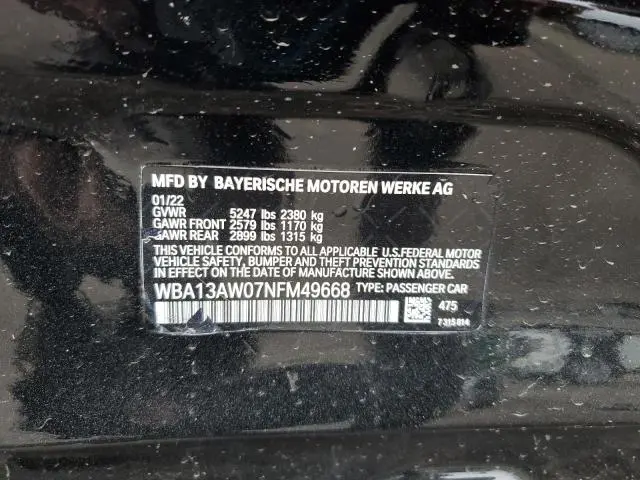 MFD BY BAYERISCHE MOTOREN WERKE AG
01/22
GVWR 5247 lbs 2380 kg
GAWR FRONT 2579 lbs 1170 kg
GAWR REAR 2899 lbs 1315 kg
THIS VEHICLE CONFORMS TO ALL APPLICABLE U.S.FEDERAL MOTOR
VEHICLE SAFETY, BUMPER AND THEFT PREVENTION STANDARDS
IN EFFECT ON THE DATE OF MANUFACTURE SHOWN ABOVE.
WBA13AW07NFM49668 TYPE: PASSENGER CAR
475
7315814